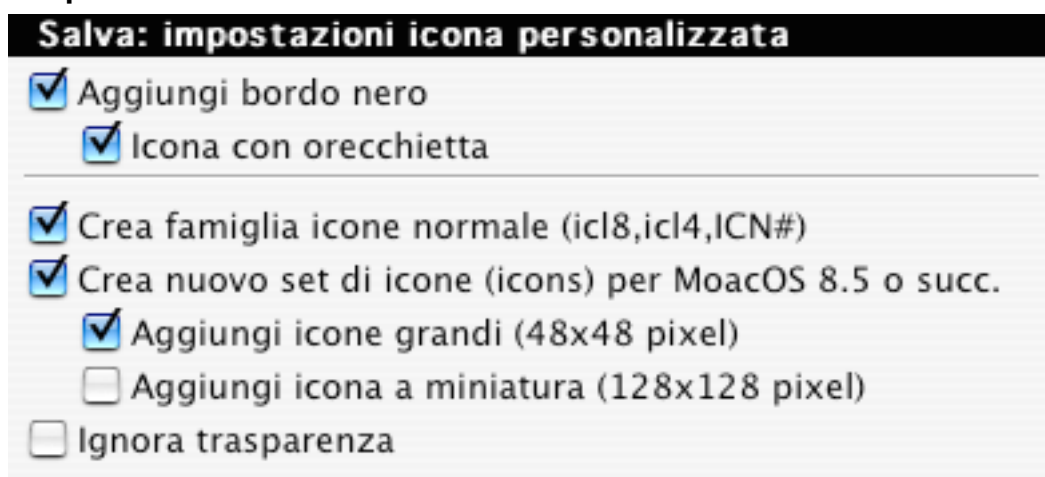 Salva: impostazioni icona personalizzata
Aggiungi bordo nero
Icona con orecchietta
Crea famiglia icone normale (icl8,icl4,ICN#)
Crea nuovo set di icone (icons) per MoacOS 8.5 o succ.
Aggiungi icone grandi (48x48 pixel)
Aggiungi icona a miniatura (128x128 pixel)
Ignora trasparenza